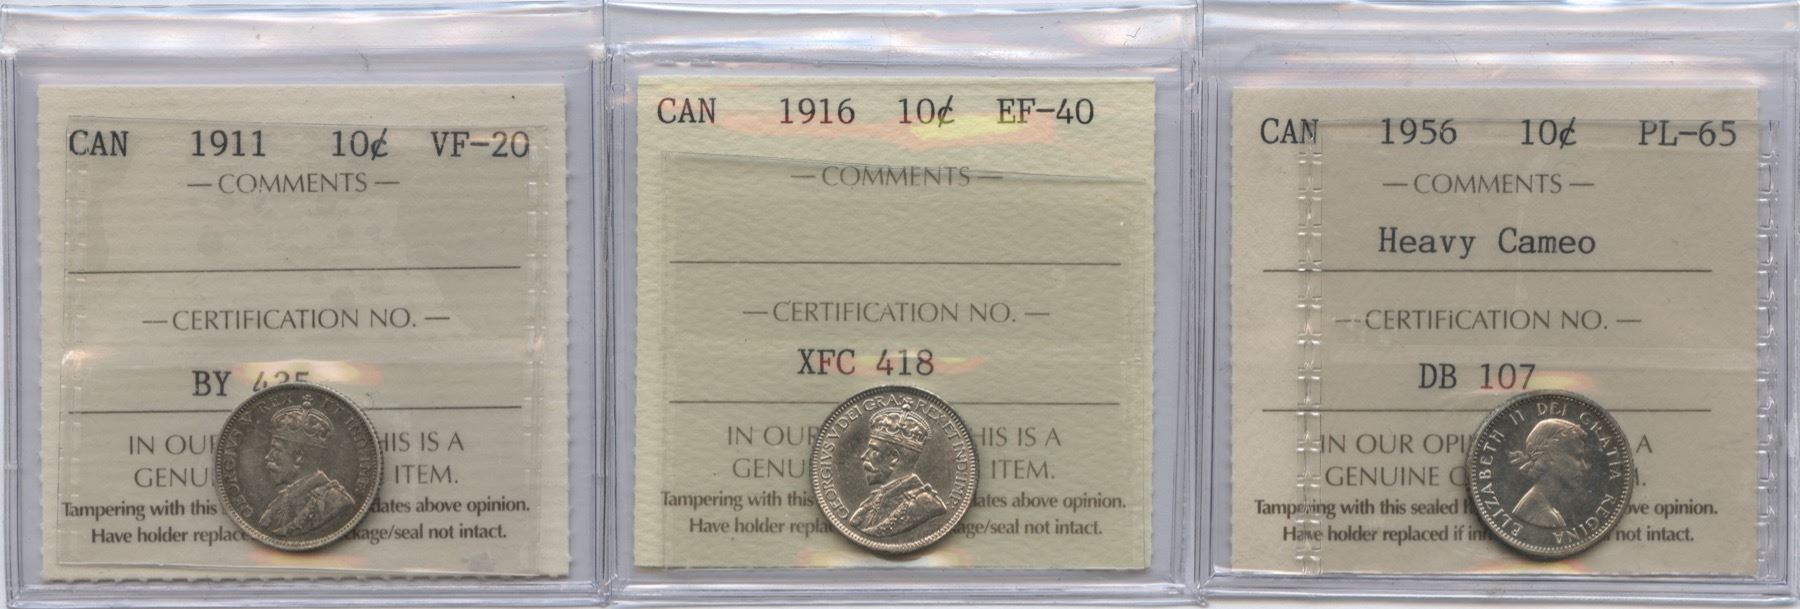 CAN 1911 10¢ VF-20
— COMMENTS —
— CERTIFICATION NO. —
BY 425
IN OUR HIS IS A
GENU ITEM.
Tampering with this dates above opinion.
Have holder replace kage/seal not intact.
GEORGIVS V REX ET IND:IMP:
CAN 1916 10¢ EF-40
— COMMENTS —
— CERTIFICATION NO. —
XFC 418
IN OUR HIS IS A
GENU ITEM.
Tampering with this ates above opinion.
Have holder repla age/seal not intact.
GEORGIVS V DEI GRA: REX ET IND:IMP:
CAN 1956 10¢ PL-65
— COMMENTS —
Heavy Cameo
— CERTIFICATION NO. —
DB 107
IN OUR OPI A
GENUINE M.
Tampering with this sealed h ove opinion.
Have holder replaced if inn not intact.
ELIZABETH II DEI GRATIA REGINA